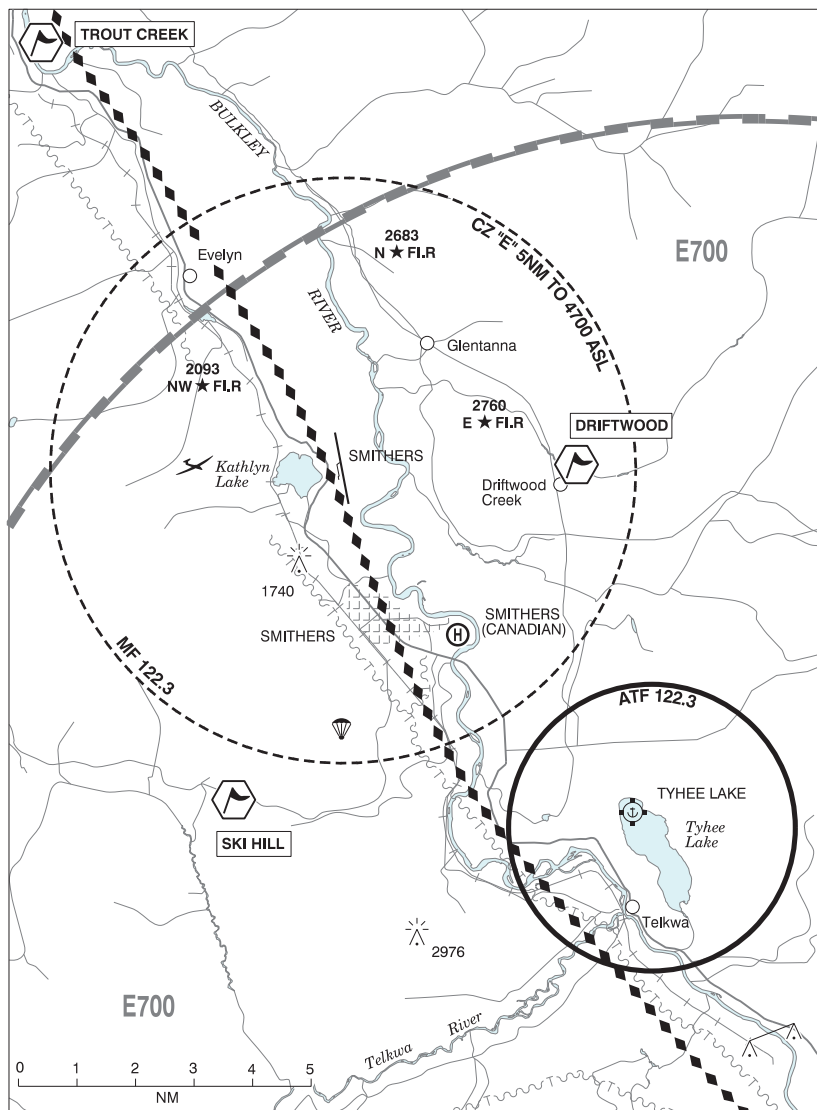 TROUT CREEK
BULKLEY
RIVER
CZ "E" 5NM TO 4700 ASL
2683
N ★ Fl.R
E700
Evelyn
Glentanna
2093
NW ★ Fl.R
2760
E ★ Fl.R
DRIFTWOOD
SMITHERS
Kathlyn
Lake
Driftwood
Creek
1740
SMITHERS
(CANADIAN)
H
SMITHERS
MF 122.3
ATF 122.3
TYHEE LAKE
Tyhee
Lake
SKI HILL
Telkwa
2976
E700
Telkwa River
0 1 2 3 4 5
NM